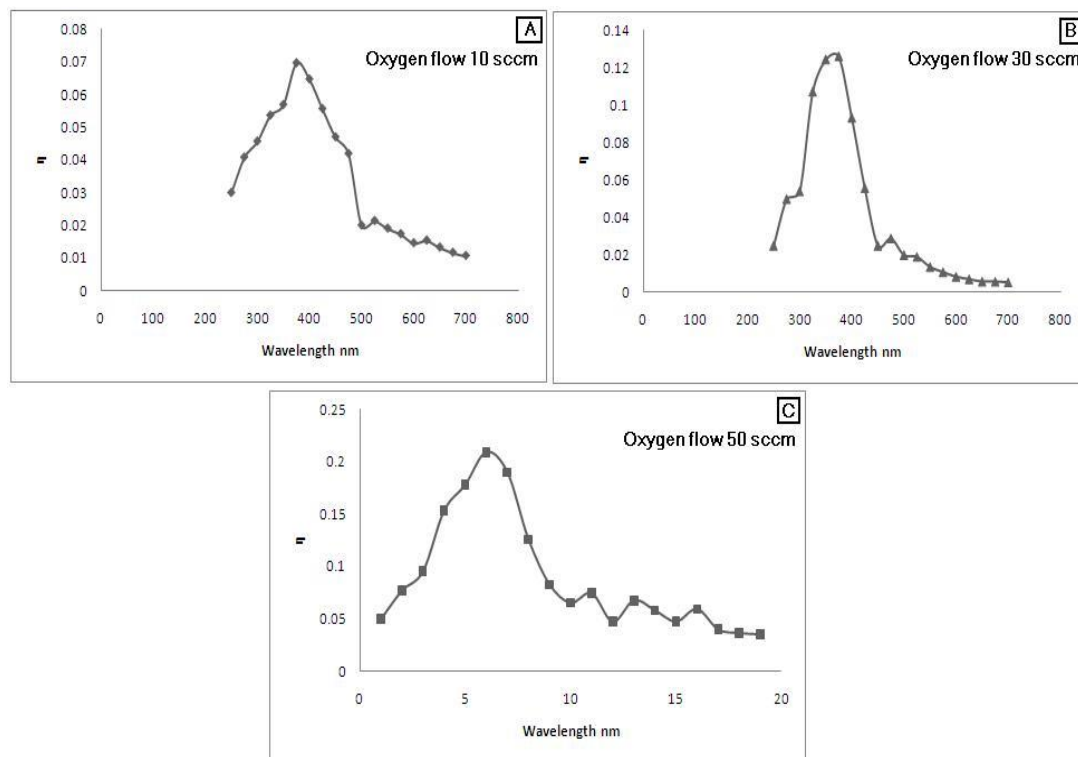 A
Oxygen flow 10 sccm
0.08
0.07
0.06
0.05
0.04
0.03
0.02
0.01
0
η
0 100 200 300 400 500 600 700 800
Wavelength nm
B
Oxygen flow 30 sccm
0.14
0.12
0.1
0.08
0.06
0.04
0.02
0
η
0 100 200 300 400 500 600 700 800
Wavelength nm
C
Oxygen flow 50 sccm
0.25
0.2
0.15
0.1
0.05
0
η
0 5 10 15 20
Wavelength nm